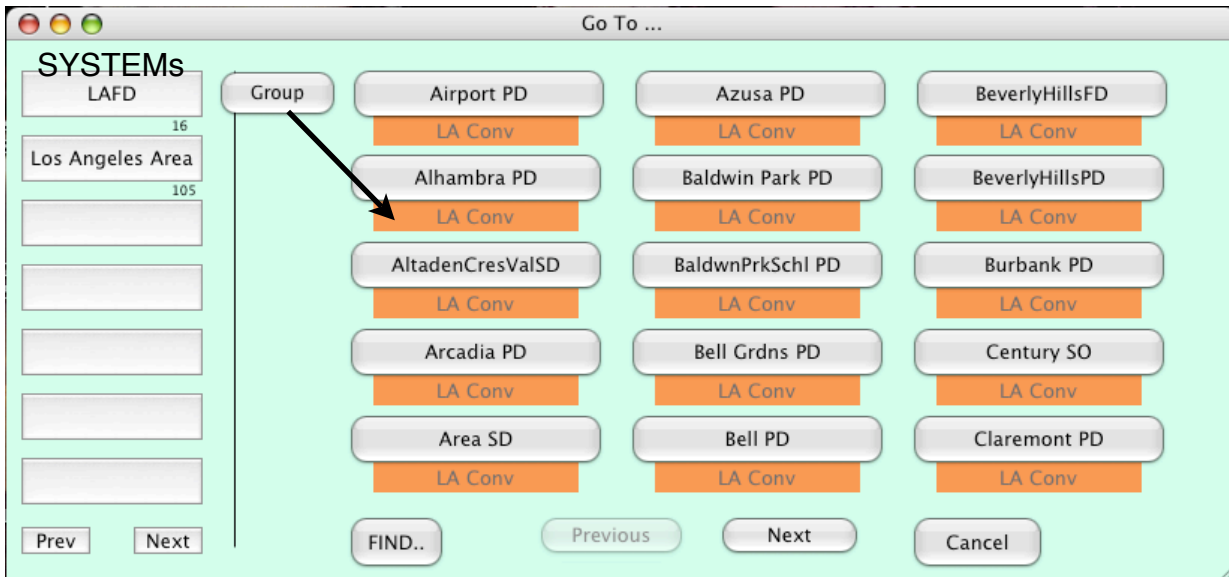 Go To ...
SYSTEMs
LAFD
16
Los Angeles Area
105
Prev
Next
Group
Airport PD
LA Conv
Alhambra PD
LA Conv
AltadenCresValSD
LA Conv
Arcadia PD
LA Conv
Area SD
LA Conv
Azusa PD
LA Conv
Baldwin Park PD
LA Conv
BaldwnPrkSchl PD
LA Conv
Bell Grdns PD
LA Conv
Bell PD
LA Conv
BeverlyHillsFD
LA Conv
BeverlyHillsPD
LA Conv
Burbank PD
LA Conv
Century SO
LA Conv
Claremont PD
LA Conv
FIND..
Previous
Next
Cancel